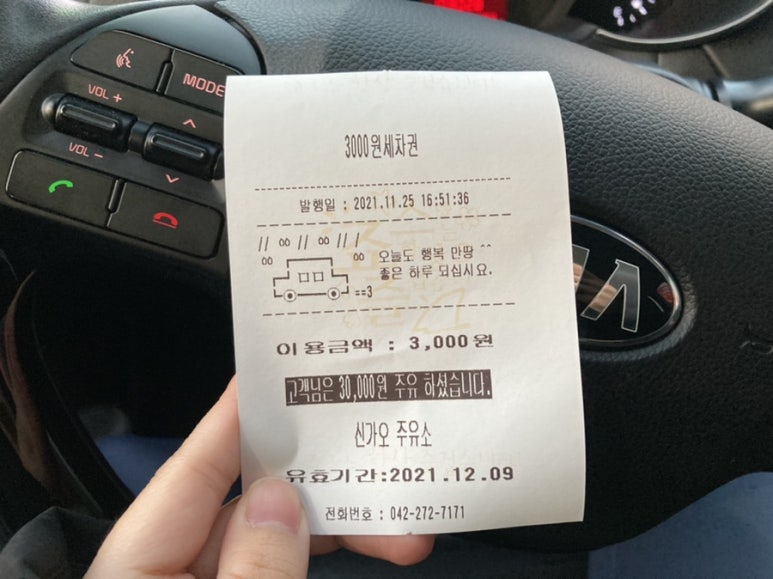 MODE
VOL +
VOL -
3000원세차권
발행일 : 2021.11.25 16:51:36
오늘도 행복 만땅 ^^
좋은 하루 되십시요.
이용금액 : 3,000원
고객님은 30,000원 주유 하셨습니다.
신가오 주유소
유효기간:2021.12.09
전화번호 : 042-272-7171
KIA